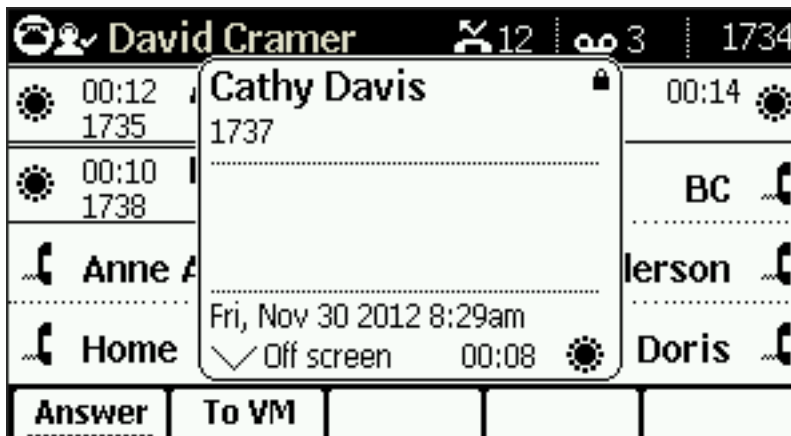 David Cramer 12 3 1734
00:12
1735
00:10
1738
Anne
Home
Cathy Davis
1737
Fri, Nov 30 2012 8:29am
Off screen 00:08
00:14
BC
Doris
Answer To VM